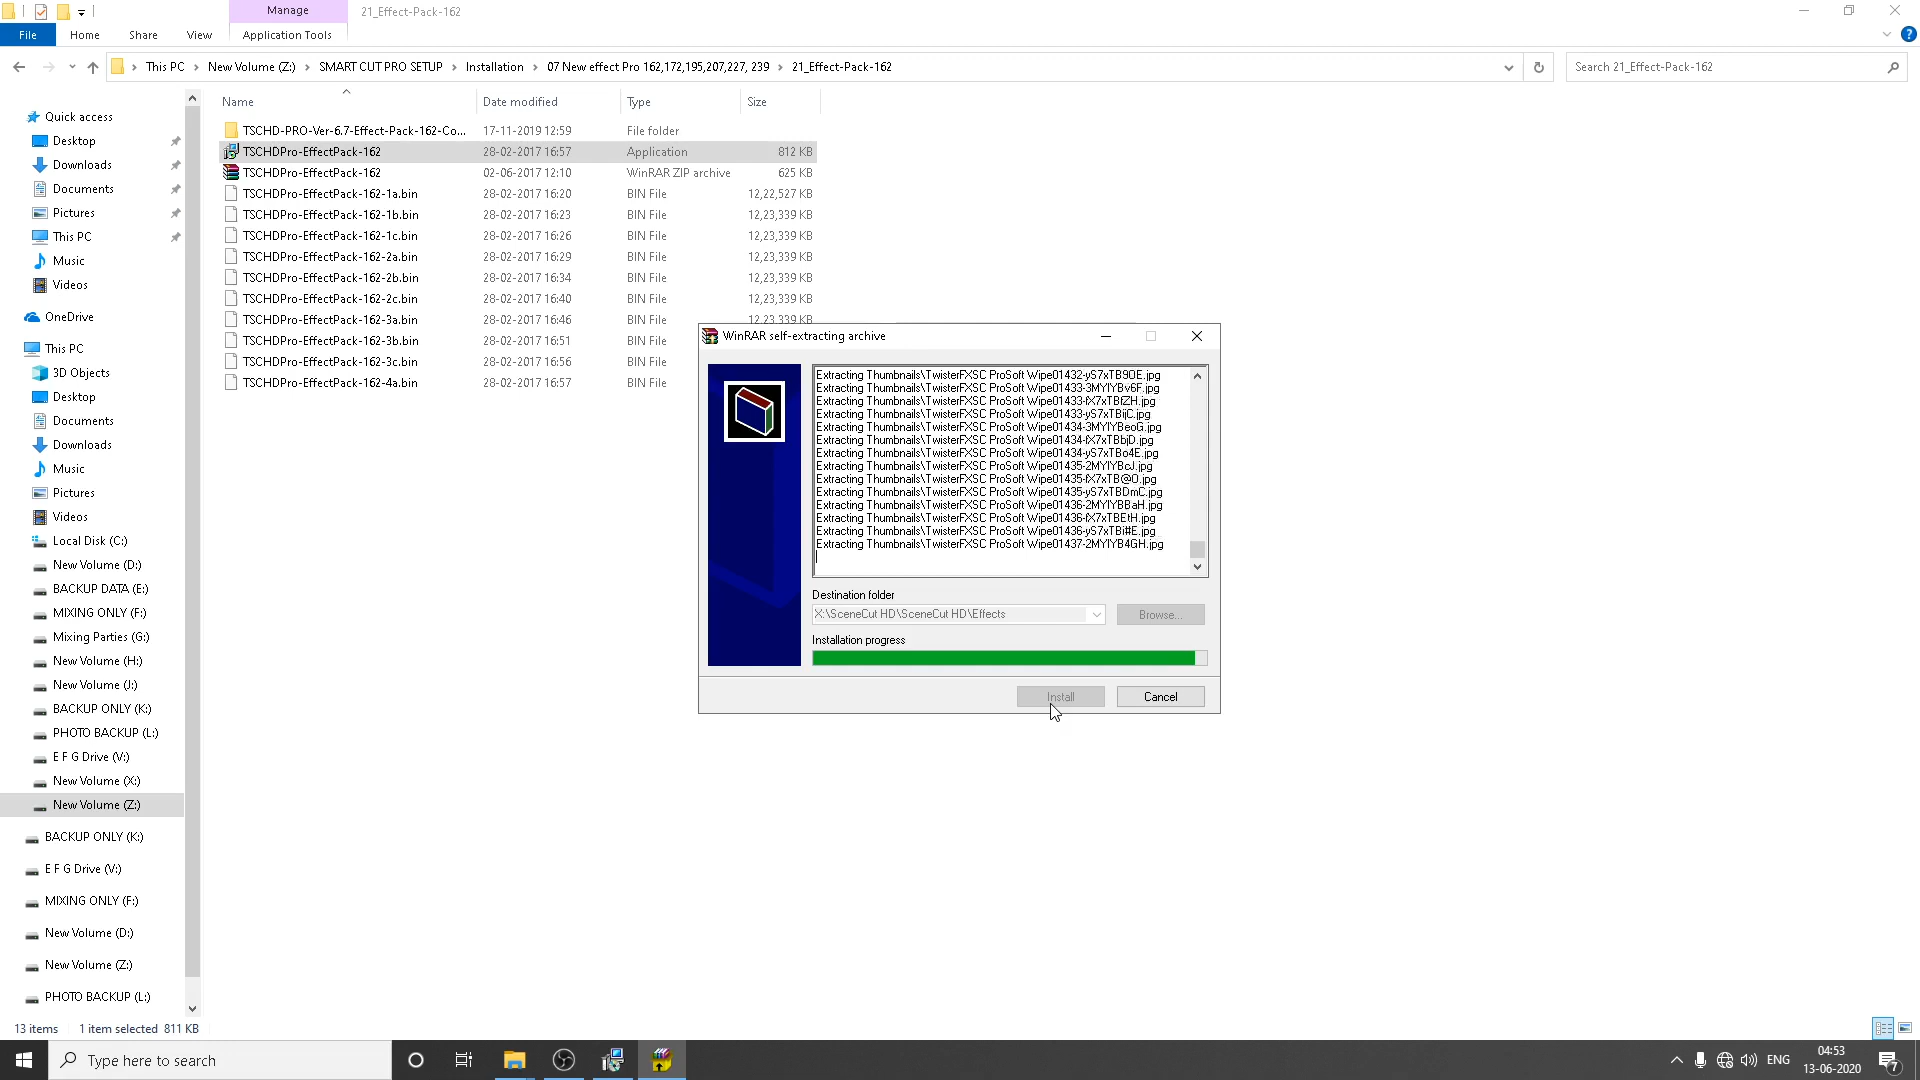 Manage
21_Effect-Pack-162
File
Home
Share
View
Application Tools
This PC
New Volume (Z:)
SMART CUT PRO SETUP
Installation
07 New effect Pro 162,172,195,207,227, 239
21_Effect-Pack-162
Search 21_Effect-Pack-162
Name
Date modified
Type
Size
TSCHD-PRO-Ver-6.7-Effect-Pack-162-Co... 17-11-2019 12:59 File folder
TSCHDPro-EffectPack-162 28-02-2017 16:57 Application 812 KB
TSCHDPro-EffectPack-162 02-06-2017 12:10 WinRAR ZIP archive 625 KB
TSCHDPro-EffectPack-162-1a.bin 28-02-2017 16:20 BIN File 12,22,527 KB
TSCHDPro-EffectPack-162-1b.bin 28-02-2017 16:23 BIN File 12,23,339 KB
TSCHDPro-EffectPack-162-1c.bin 28-02-2017 16:26 BIN File 12,23,339 KB
TSCHDPro-EffectPack-162-2a.bin 28-02-2017 16:29 BIN File 12,23,339 KB
TSCHDPro-EffectPack-162-2b.bin 28-02-2017 16:34 BIN File 12,23,339 KB
TSCHDPro-EffectPack-162-2c.bin 28-02-2017 16:40 BIN File 12,23,339 KB
TSCHDPro-EffectPack-162-3a.bin 28-02-2017 16:46 BIN File 12,23,339 KB
TSCHDPro-EffectPack-162-3b.bin 28-02-2017 16:51 BIN File
TSCHDPro-EffectPack-162-3c.bin 28-02-2017 16:56 BIN File
TSCHDPro-EffectPack-162-4a.bin 28-02-2017 16:57 BIN File
Quick access
Desktop
Downloads
Documents
Pictures
This PC
Music
Videos
OneDrive
This PC
3D Objects
Desktop
Documents
Downloads
Music
Pictures
Videos
Local Disk (C:)
New Volume (D:)
BACKUP DATA (E:)
MIXING ONLY (F:)
Mixing Parties (G:)
New Volume (H:)
New Volume (J:)
BACKUP ONLY (K:)
PHOTO BACKUP (L:)
E F G Drive (V:)
New Volume (X:)
New Volume (Z:)
BACKUP ONLY (K:)
E F G Drive (V:)
MIXING ONLY (F:)
New Volume (D:)
New Volume (Z:)
PHOTO BACKUP (L:)
WinRAR self-extracting archive
Extracting Thumbnails\TwisterFXSC ProSoft Wipe01432-yS7xTB9OE.jpg
Extracting Thumbnails\TwisterFXSC ProSoft Wipe01433-3MYIYBv6F.jpg
Extracting Thumbnails\TwisterFXSC ProSoft Wipe01433-fX7xTBfZH.jpg
Extracting Thumbnails\TwisterFXSC ProSoft Wipe01433-yS7xTBijC.jpg
Extracting Thumbnails\TwisterFXSC ProSoft Wipe01434-3MYIYBeoG.jpg
Extracting Thumbnails\TwisterFXSC ProSoft Wipe01434-fX7xTBbjD.jpg
Extracting Thumbnails\TwisterFXSC ProSoft Wipe01434-yS7xTBo4E.jpg
Extracting Thumbnails\TwisterFXSC ProSoft Wipe01435-2MYIYBcJ.jpg
Extracting Thumbnails\TwisterFXSC ProSoft Wipe01435-fX7xTB@O.jpg
Extracting Thumbnails\TwisterFXSC ProSoft Wipe01435-yS7xTBDmC.jpg
Extracting Thumbnails\TwisterFXSC ProSoft Wipe01436-2MYIYBBaH.jpg
Extracting Thumbnails\TwisterFXSC ProSoft Wipe01436-fX7xTBEtH.jpg
Extracting Thumbnails\TwisterFXSC ProSoft Wipe01436-yS7xTBi#E.jpg
Extracting Thumbnails\TwisterFXSC ProSoft Wipe01437-2MYIYB4GH.jpg
Destination folder
X:\SceneCut HD\SceneCut HD\Effects
Browse...
Installation progress
Install
Cancel
13 items
1 item selected 811 KB
Type here to search
ENG
04:53
13-06-2020
7